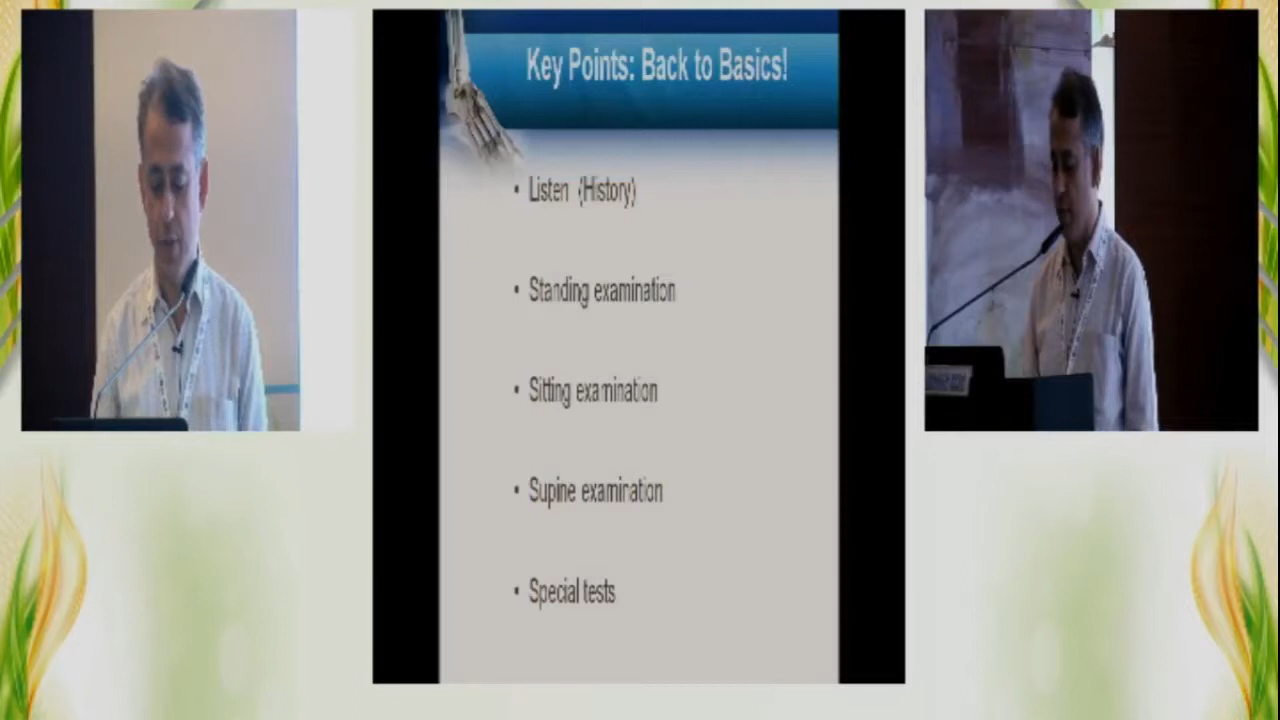 Key Points: Back to Basics!
• Listen (History)
• Standing examination
• Sitting examination
• Supine examination
• Special tests